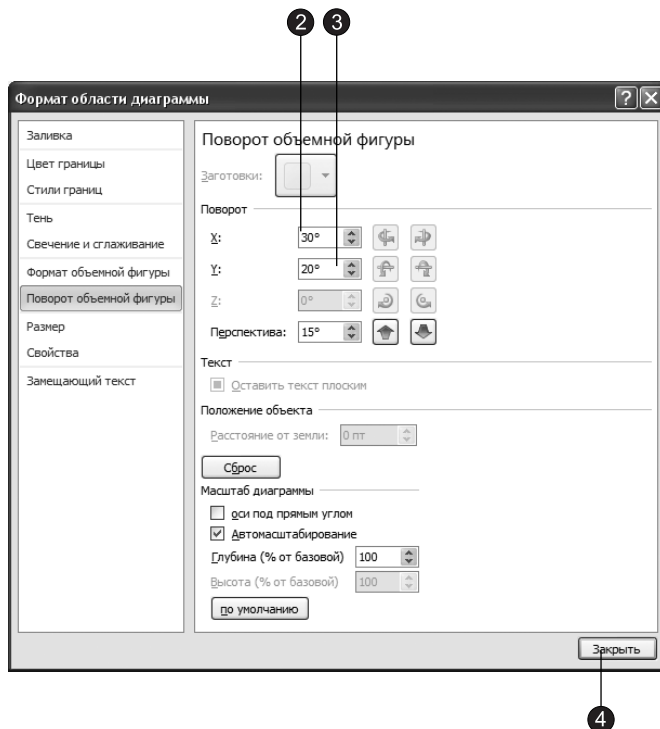 2 3
Формат области диаграммы
Заливка
Цвет границы
Стили границ
Тень
Свечение и сглаживание
Формат объемной фигуры
Поворот объемной фигуры
Размер
Свойства
Замещающий текст
Поворот объемной фигуры
Заготовки:
Поворот
X: 30°
Y: 20°
Z: 0°
Перспектива: 15°
Текст
Оставить текст плоским
Положение объекта
Расстояние от земли: 0 пт
Сброс
Масштаб диаграммы
оси под прямым углом
Автомасштабирование
Глубина (% от базовой) 100
Высота (% от базовой) 100
по умолчанию
Закрыть
4